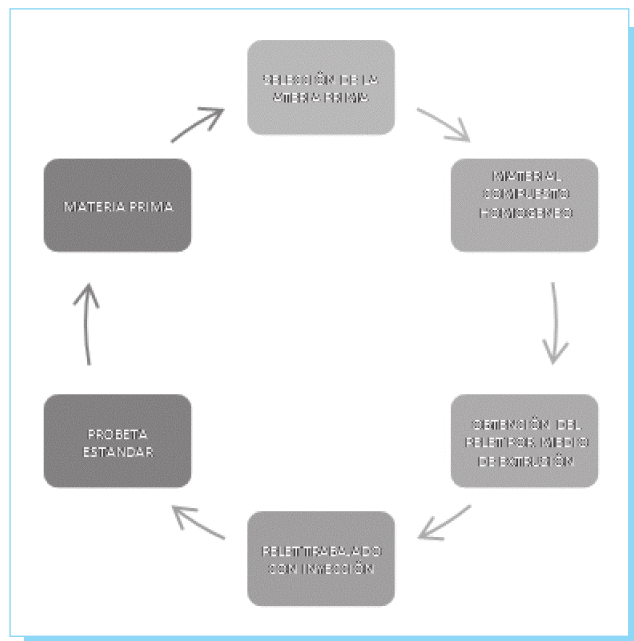 SELECCIÓN DE LA
ATERIA PRIMA
MATERIAL
COMPUESTO
HOMOGENEO
OBTENCIÓN DEL
PELET POR MEDIO
DE EXTRUSIÓN
PELET TRABAJADO
CON INYECCIÓN
PROBETA
ESTANDAR
MATERIA PRIMA